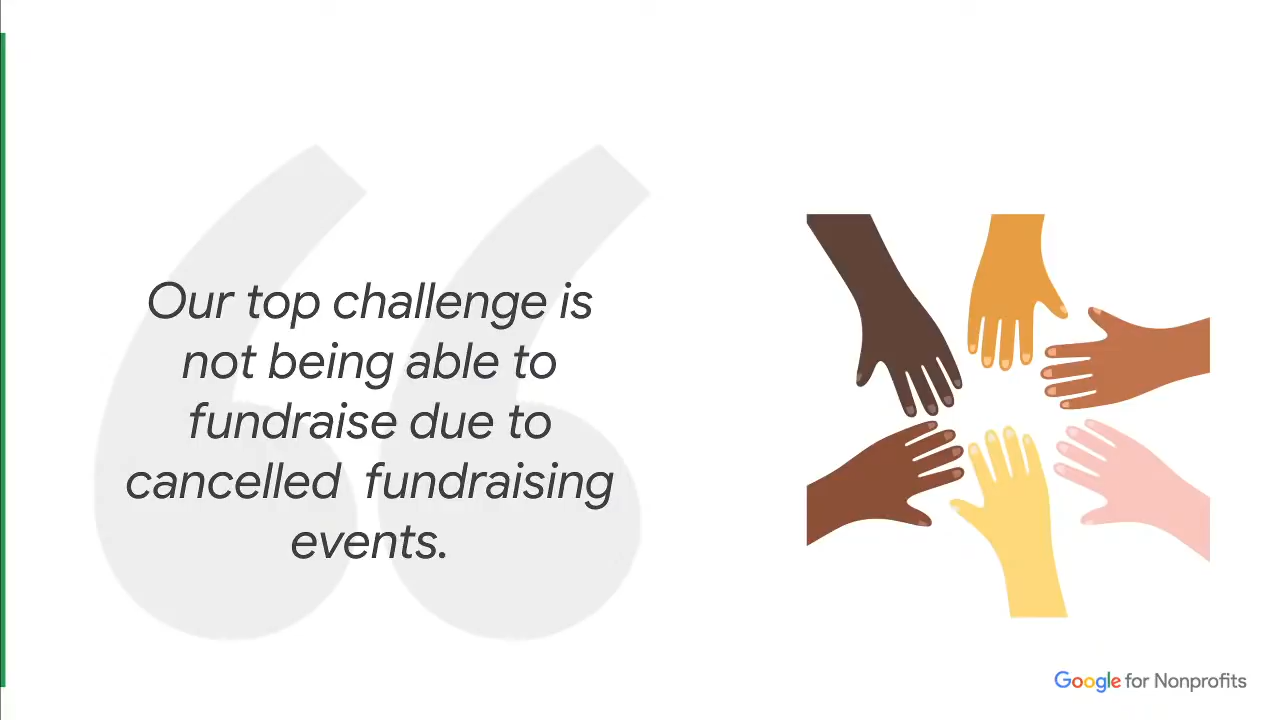 Our top challenge is
not being able to
fundraise due to
cancelled  fundraising
events.
Google for Nonprofits